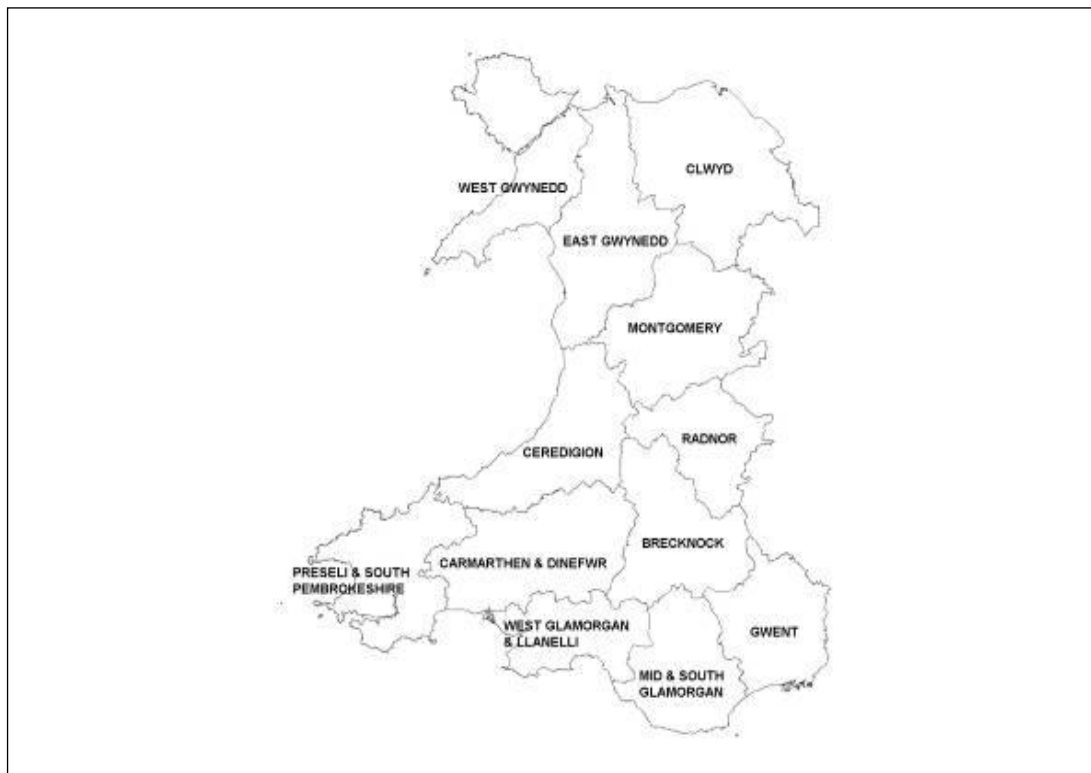 CLWYD
WEST GWYNEDD
EAST GWYNEDD
MONTGOMERY
RADNOR
CEREDIGION
BRECKNOCK
CARMARTHEN & DINEFWR
PRESELI & SOUTH
PEMBROKESHIRE
WEST GLAMORGAN
& LLANELLI
GWENT
MID & SOUTH
GLAMORGAN